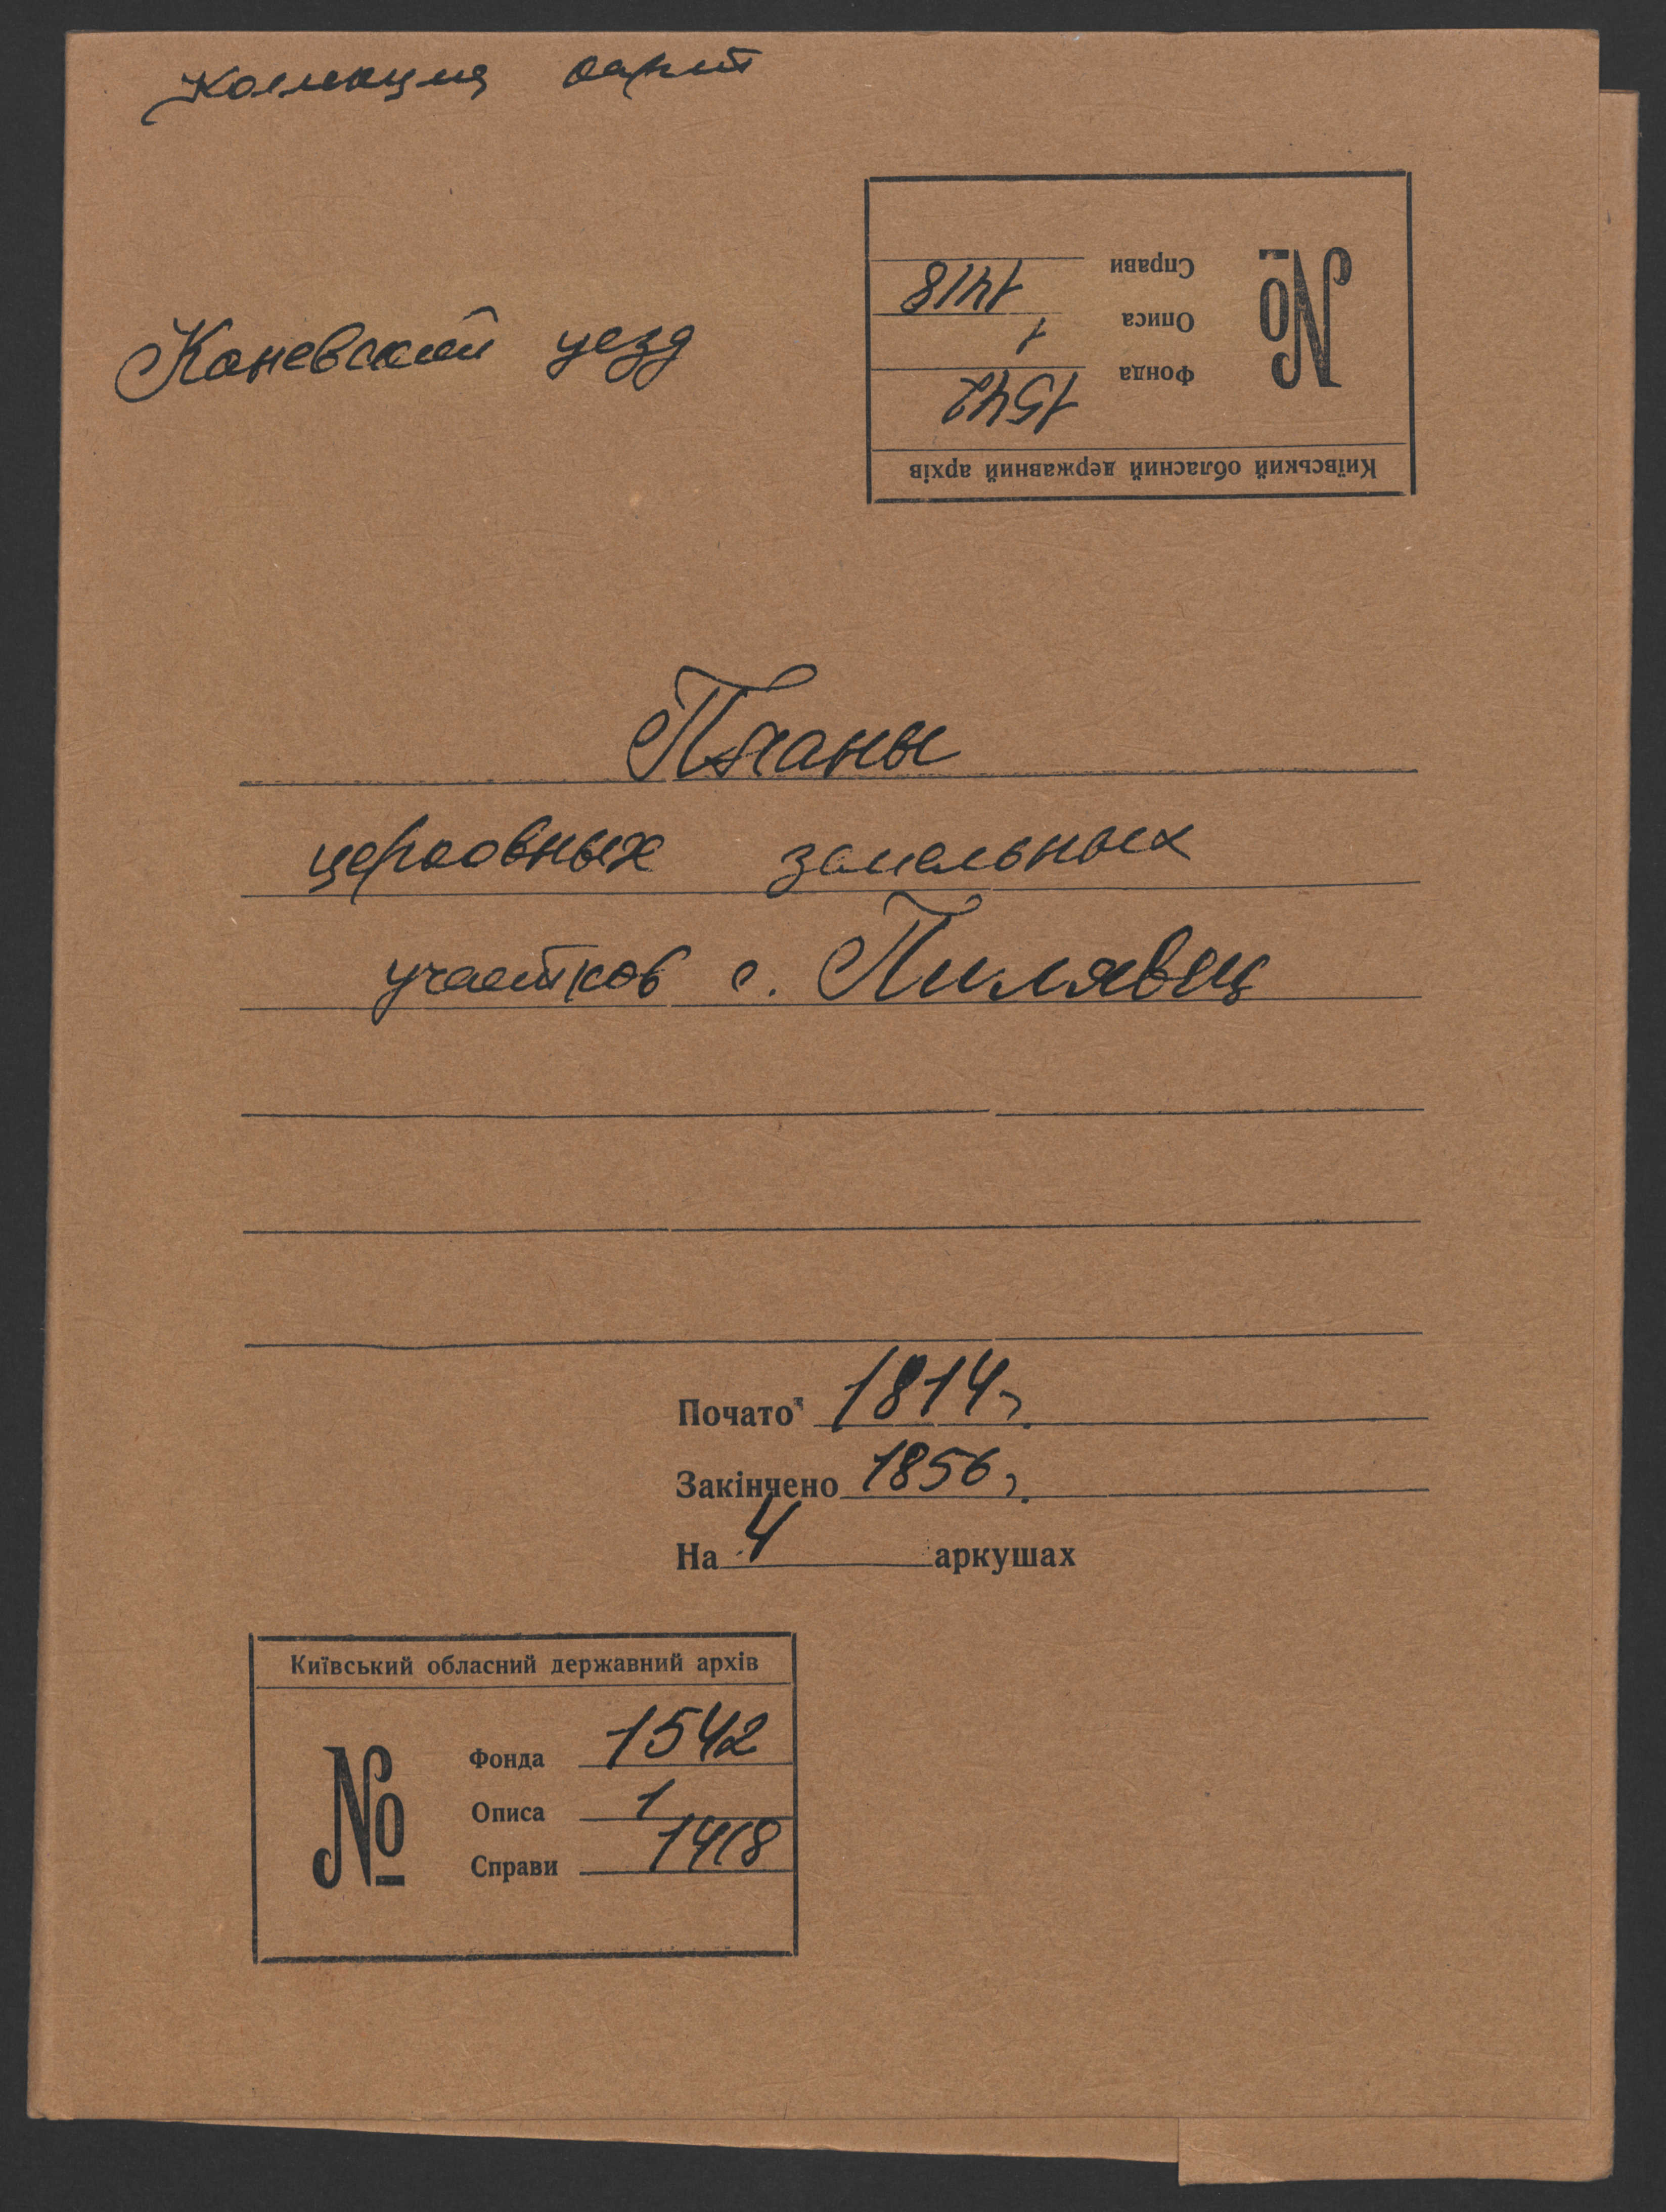 Коллекция карт
Каневский уезд
Київський обласний державний архів
№
Фонда 1542
Описа 1
Справи 1418
Планы
церковных земельных
участков с. Пилявец
Почато 1814 г.
Закінчено 1856 г.
На 4 аркушах
Київський обласний державний архів
№
Фонда 1542
Описа 1
Справи 1418